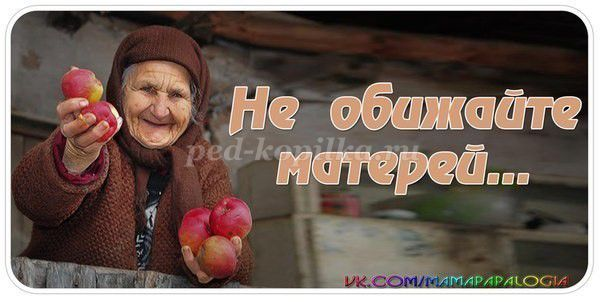 Не обижайте
ped-kopilka.ru
матерей...
VK.COM/MAMAPAPALOGIA